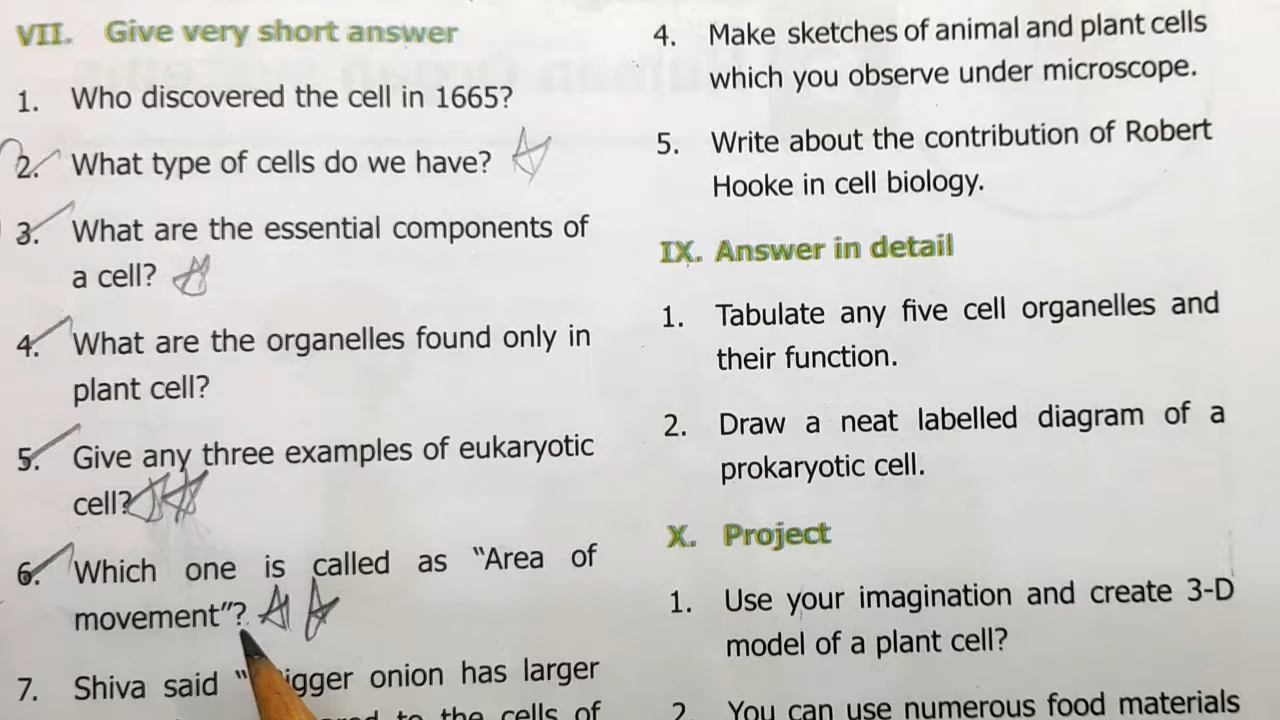 VII. Give very short answer
1. Who discovered the cell in 1665?
2. What type of cells do we have?
3. What are the essential components of
a cell?
4. What are the organelles found only in
plant cell?
5. Give any three examples of eukaryotic
cell?
6. Which one is called as “Area of
movement”?
7. Shiva said “ igger onion has larger
to the cells of
4. Make sketches of animal and plant cells
which you observe under microscope.
5. Write about the contribution of Robert
Hooke in cell biology.
IX. Answer in detail
1. Tabulate any five cell organelles and
their function.
2. Draw a neat labelled diagram of a
prokaryotic cell.
X. Project
1. Use your imagination and create 3-D
model of a plant cell?
2. You can use numerous food materials